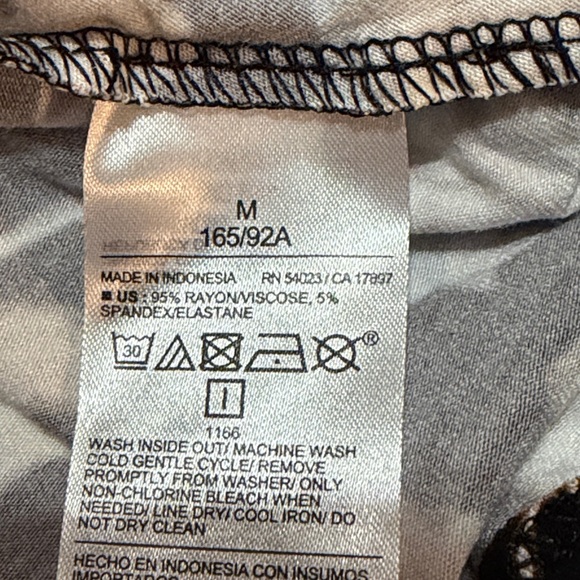 M
165/92A
MADE IN INDONESIA RN 54023 / CA 17897
US : 95% RAYON/VISCOSE, 5%
SPANDEX/ELASTANE
30
®
1166
WASH INSIDE OUT/ MACHINE WASH
COLD GENTLE CYCLE/ REMOVE
PROMPTLY FROM WASHER/ ONLY
NON-CHLORINE BLEACH WHEN
NEEDED/ LINE DRY/ COOL IRON/ DO
NOT DRY CLEAN
HECHO EN INDONESIA CON INSUMOS
IMPORTADOS